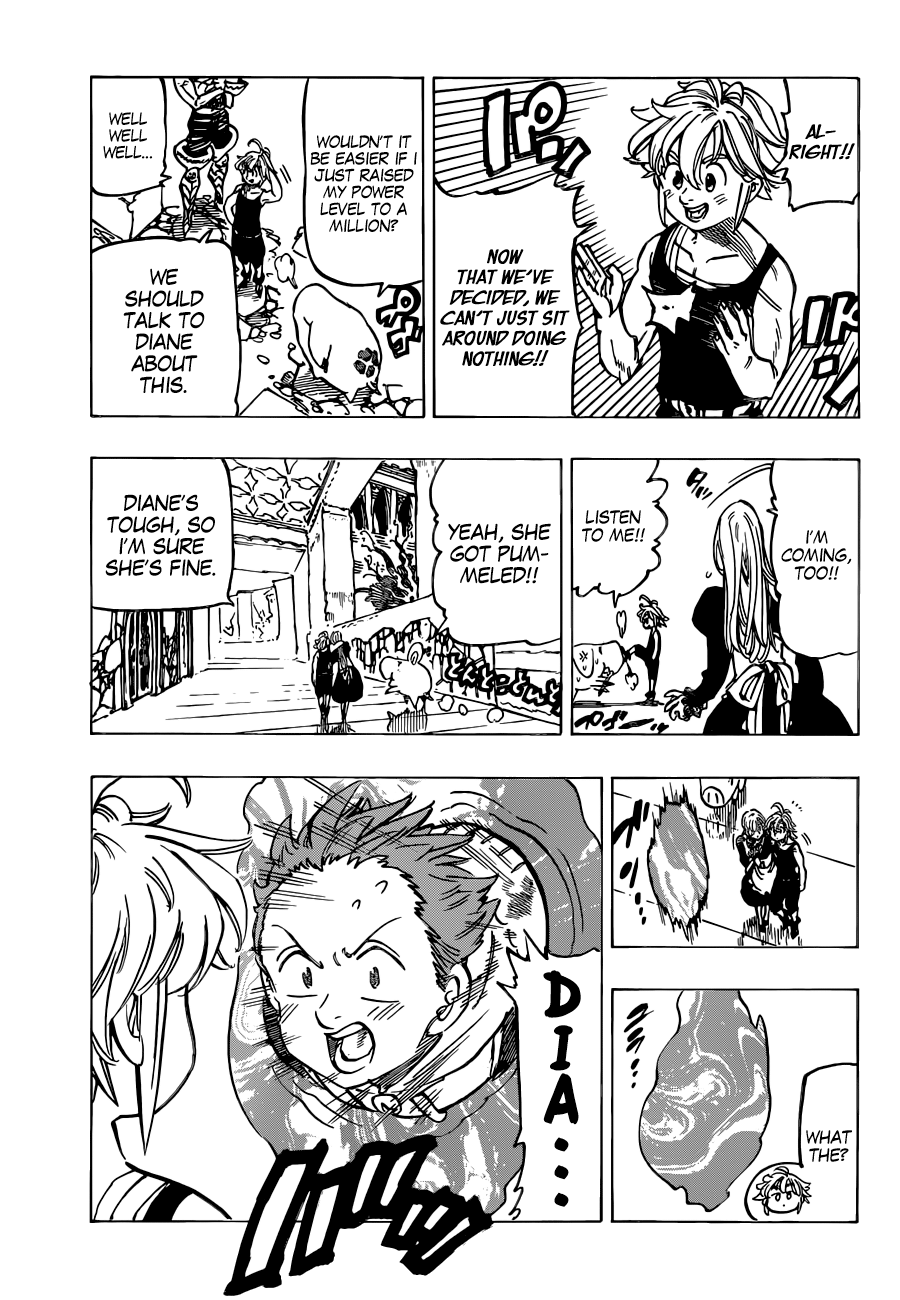 AL-
RIGHT!!
パ
ン
NOW
THAT WE'VE
DECIDED, WE
CAN'T JUST SIT
AROUND DOING
NOTHING!!
WOULDN'T IT
BE EASIER IF I
JUST RAISED
MY POWER
LEVEL TO A
MILLION?
WELL
WELL
WELL...
WE
SHOULD
TALK TO
DIANE
ABOUT
THIS.
I'M
COMING,
TOO!!
LISTEN
TO ME!!
YEAH, SHE
GOT PUM-
MELED!!
DIANE'S
TOUGH, SO
I'M SURE
SHE'S FINE.
WHAT
THE?
DIA...